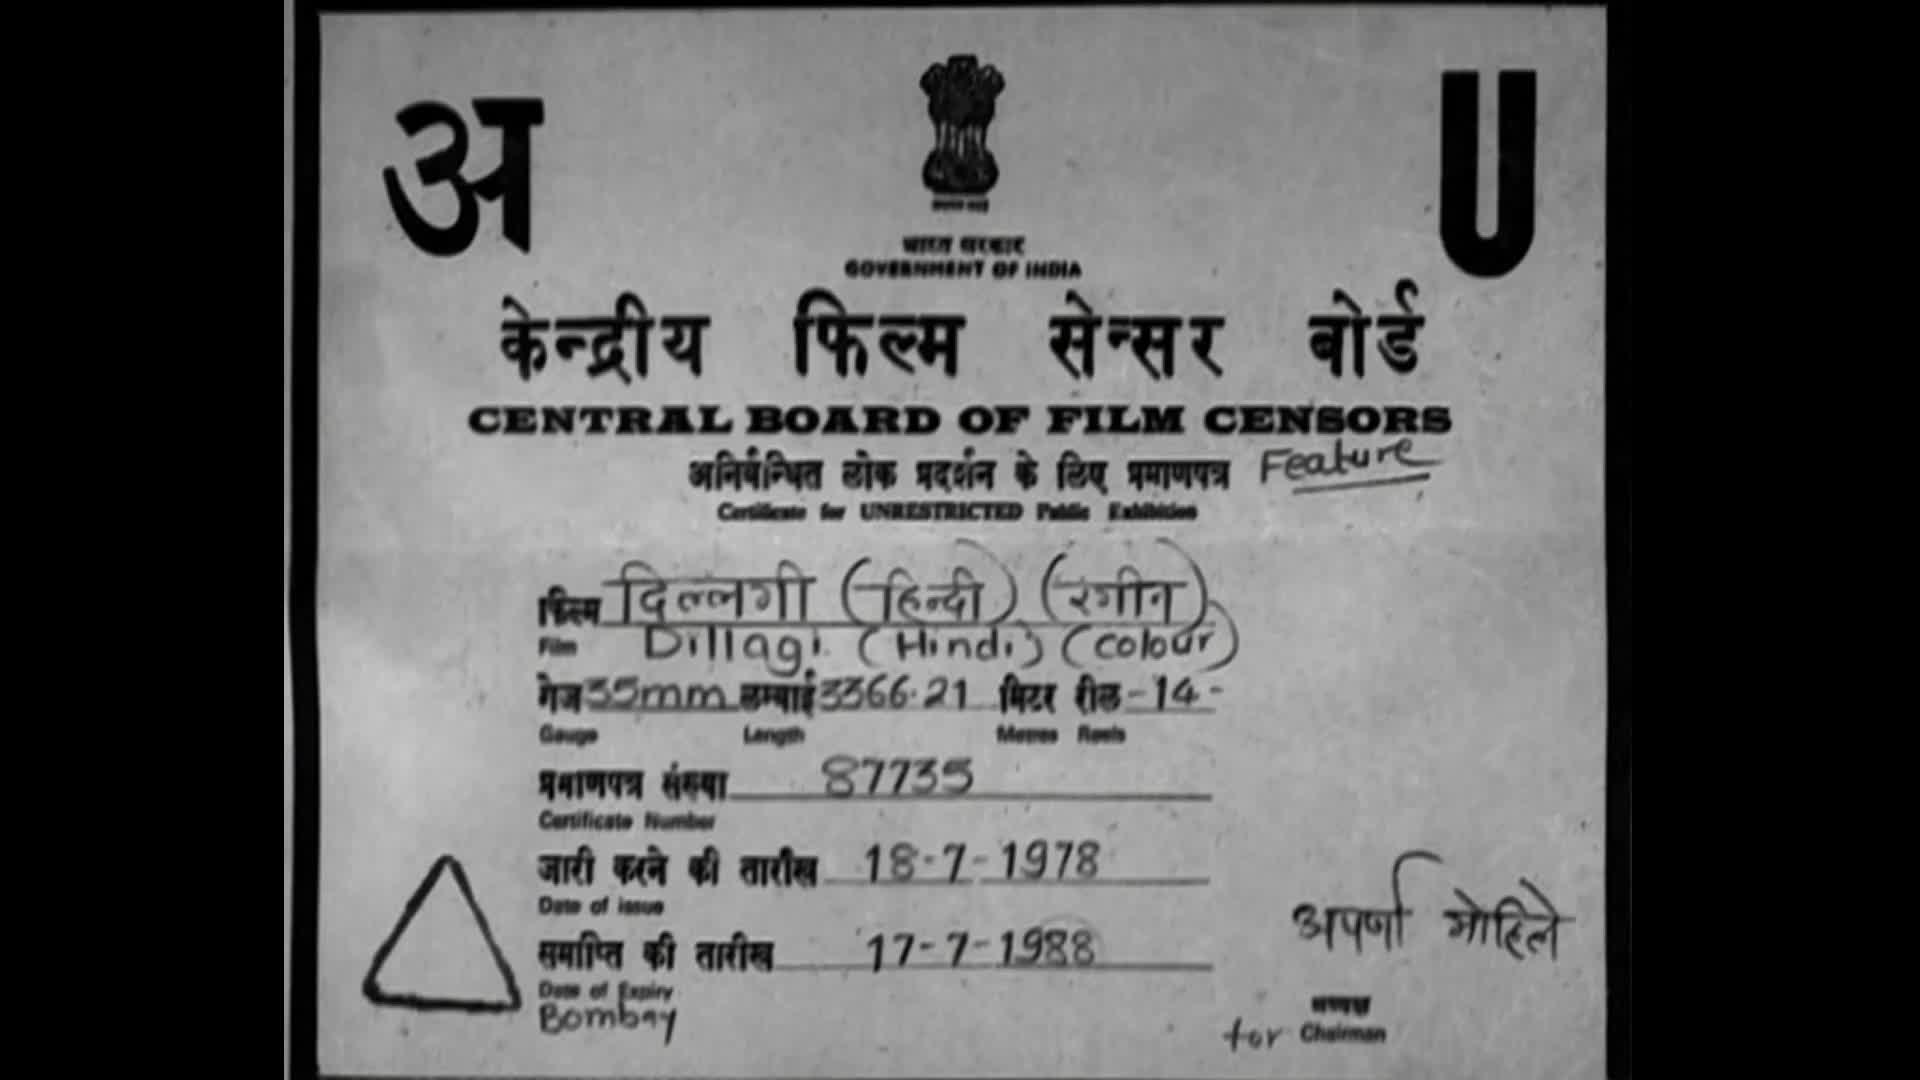 अ
U
भारत सरकार
GOVERNMENT OF INDIA
केन्द्रीय फिल्म सेन्सर बोर्ड
CENTRAL BOARD OF FILM CENSORS
अनिर्बन्धित लोक प्रदर्शन के लिए प्रमाणपत्र Feature
Certificate for UNRESTRICTED Public Exhibition
फिल्म दिल्लगी (हिन्दी) (रंगीन)
Film Dillagi (Hindi) (colour)
गेज 35mm लम्बाई 3366.21 मिटर रील -14-
Gauge Length Metres Reels
प्रमाणपत्र संख्या 87735
Certificate Number
जारी करने की तारीख 18-7-1978
Date of issue
समाप्ति की तारीख 17-7-1988
Date of Expiry
Bombay
अपर्णा मोहिले
अध्यक्ष
for Chairman